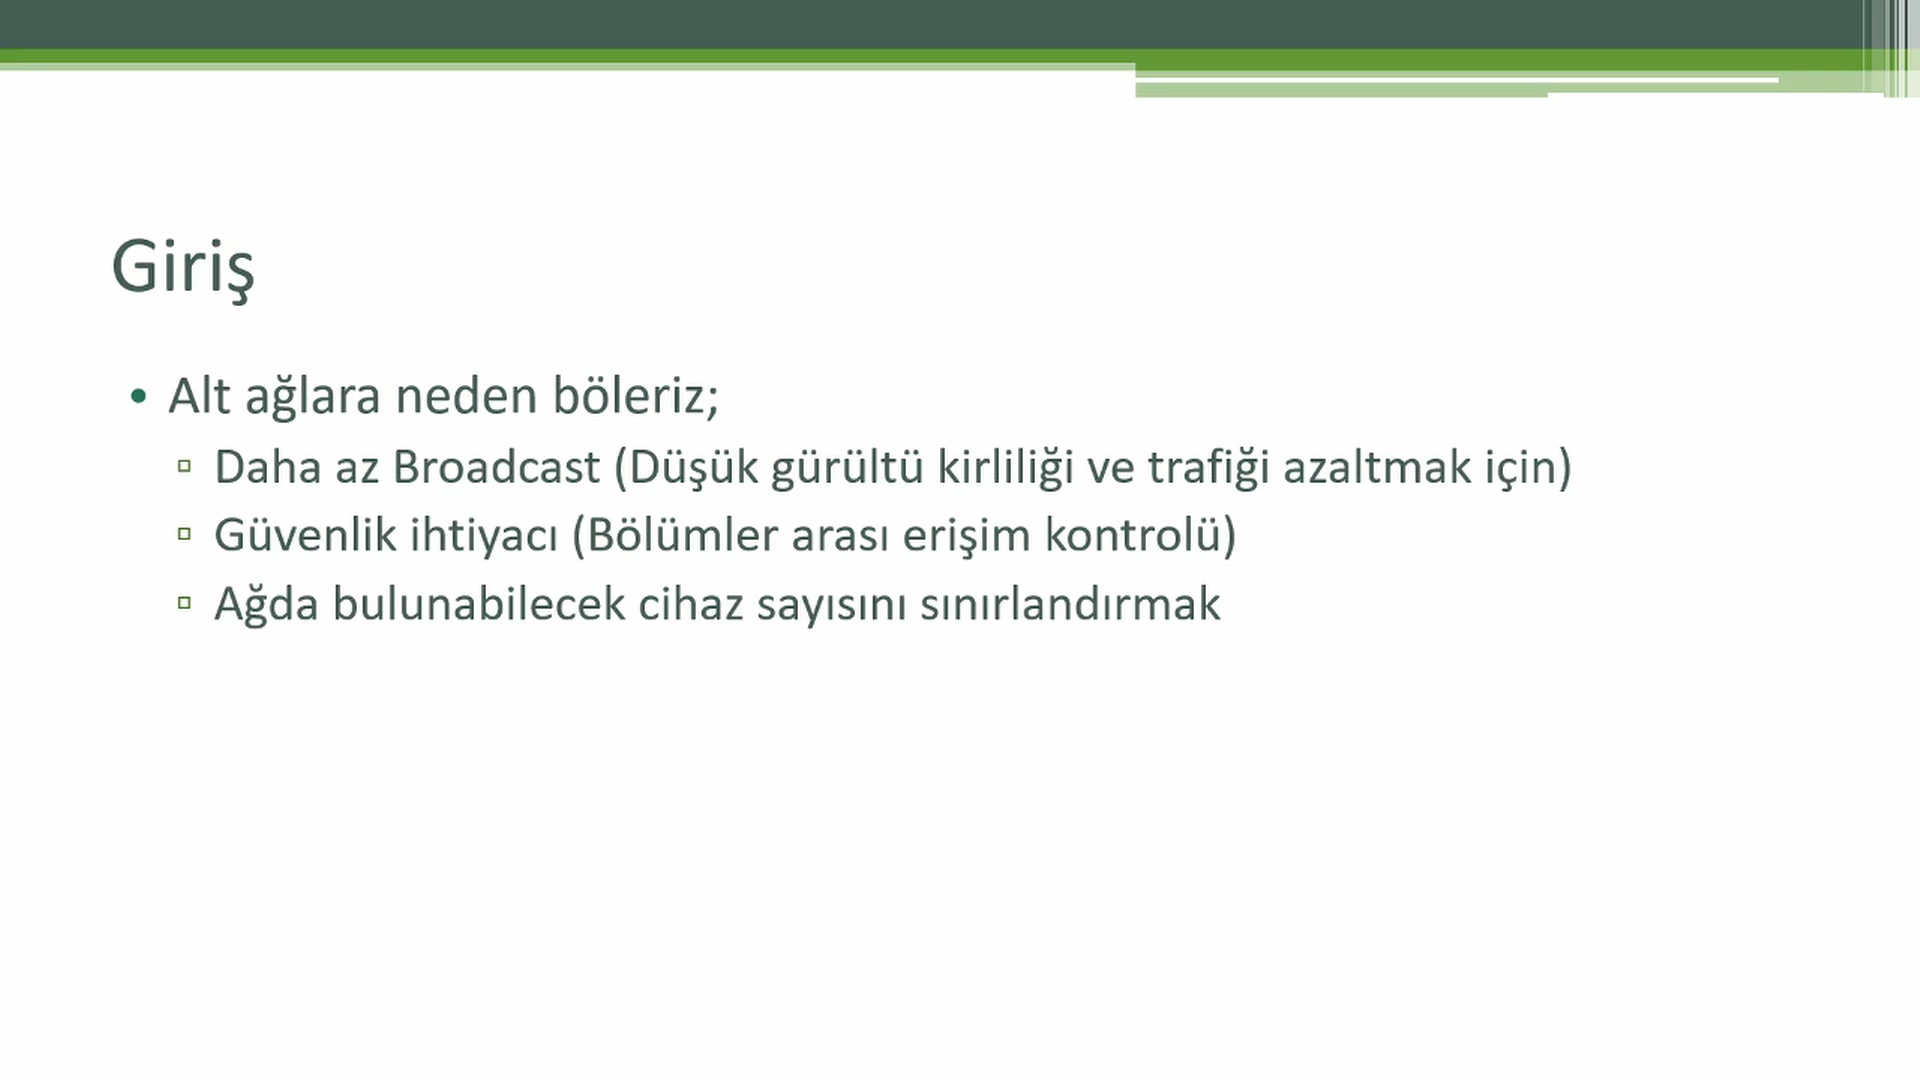 Giriş
• Alt ağlara neden böleriz;
▫ Daha az Broadcast (Düşük gürültü kirliliği ve trafiği azaltmak için)
▫ Güvenlik ihtiyacı (Bölümler arası erişim kontrolü)
▫ Ağda bulunabilecek cihaz sayısını sınırlandırmak